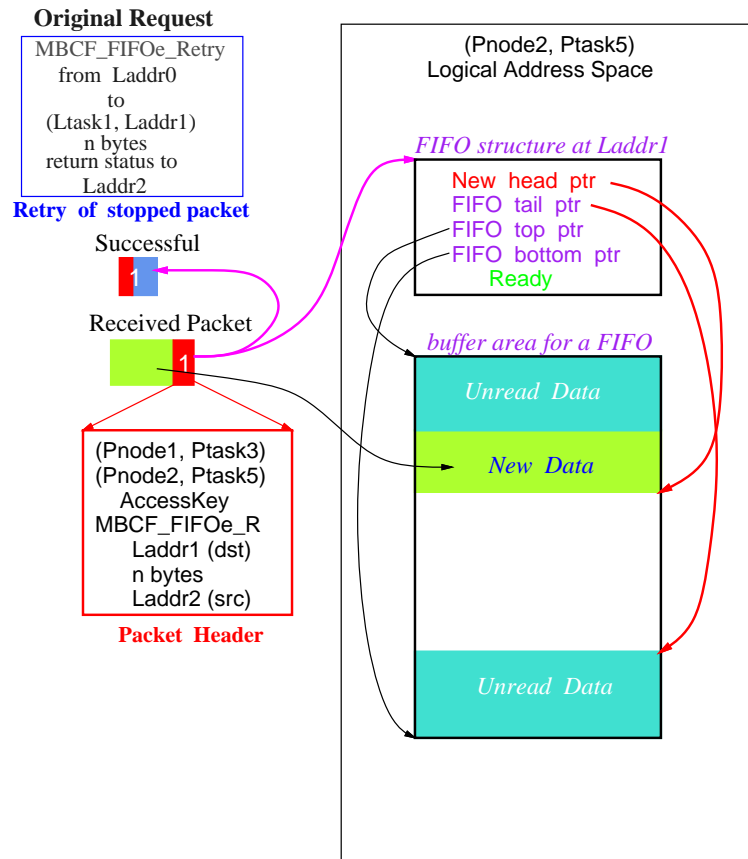 Original Request
MBCF_FIFOe_Retry
from Laddr0
to
(Ltask1, Laddr1)
n bytes
return status to
Laddr2
Retry of stopped packet
Successful
1
Received Packet
1
(Pnode1, Ptask3)
(Pnode2, Ptask5)
AccessKey
MBCF_FIFOe_R
Laddr1 (dst)
n bytes
Laddr2 (src)
Packet Header
(Pnode2, Ptask5)
Logical Address Space
FIFO structure at Laddr1
New head ptr
FIFO tail ptr
FIFO top ptr
FIFO bottom ptr
Ready
buffer area for a FIFO
Unread Data
New Data
Unread Data